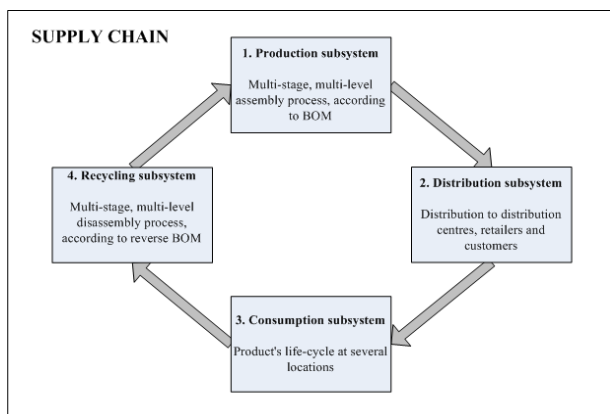 SUPPLY CHAIN
1. Production subsystem
Multi-stage, multi-level
assembly process, according
to BOM
2. Distribution subsystem
Distribution to distribution
centres, retailers and
customers
3. Consumption subsystem
Product's life-cycle at several
locations
4. Recycling subsystem
Multi-stage, multi-level
disassembly process,
according to reverse BOM